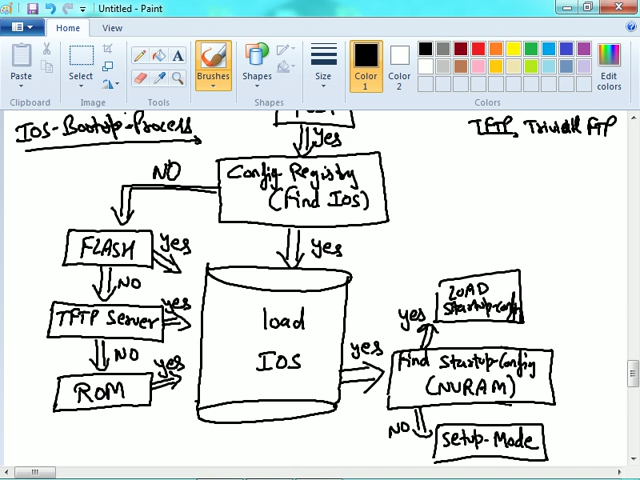 Untitled - Paint
Home
View
Paste
Select
Brushes
Shapes
Size
Color 1
Color 2
Edit colors
Clipboard
Image
Tools
Shapes
Colors
IOS-Bootup-Process
TFTP, Triviall FTP
Yes
NO
Config Registry
(Find IOS)
Yes
FLASH
yes
NO
TFTP Server
yes
NO
ROM
yes
load
IOS
yes
LOAD
Startup-Config
yes
Find Startup-Config
(NVRAM)
NO
Setup-Mode